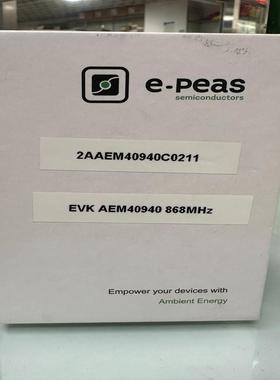 e-peas
semiconductors
2AAEM40940C0211
EVK AEM40940 868MHz
Empower your devices with
Ambient Energy